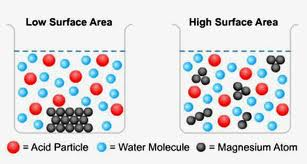 Low Surface Area
High Surface Area
= Acid Particle = Water Molecule = Magnesium Atom